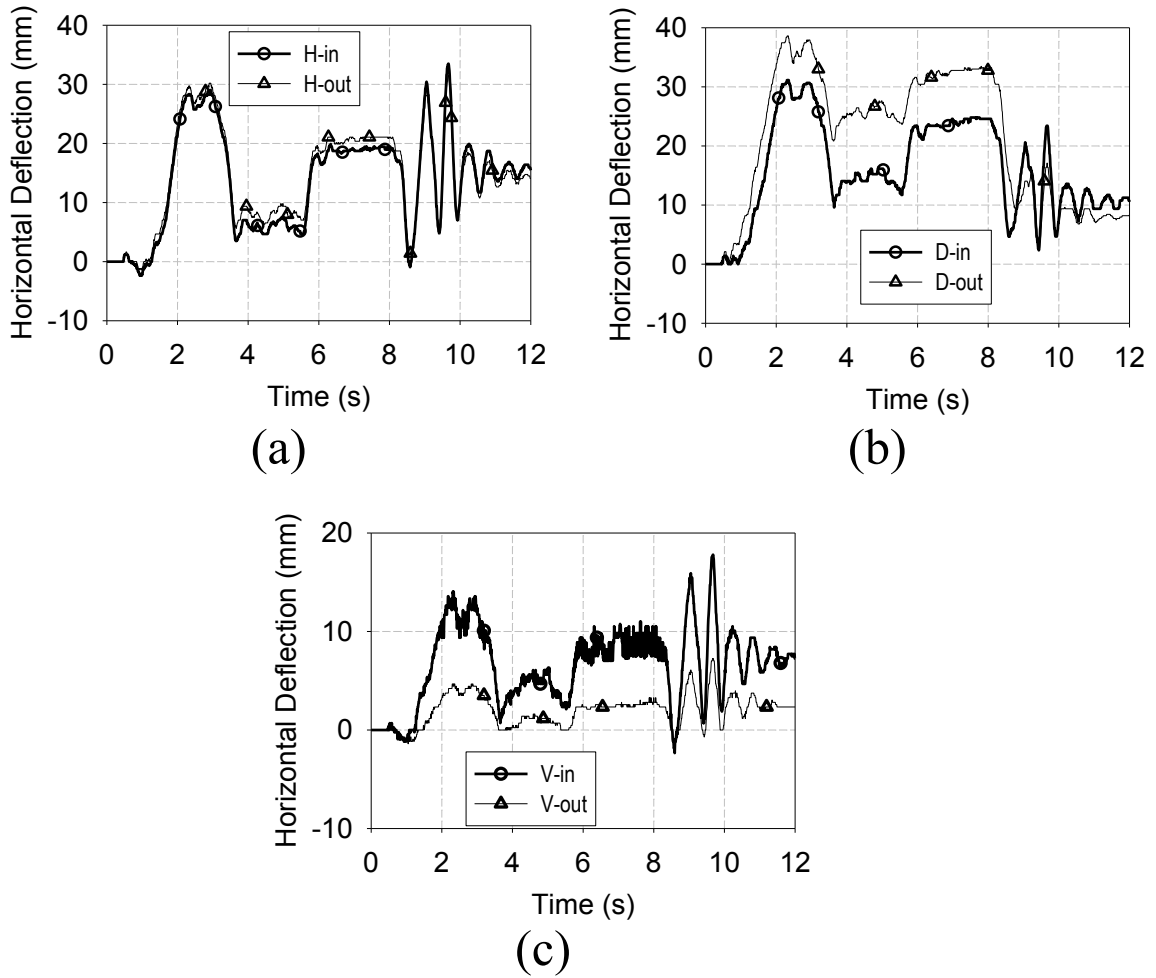 Horizontal Deflection (mm)
40
30
20
10
0
-10
H-in
H-out
0 2 4 6 8 10 12
Time (s)
(a)
Horizontal Deflection (mm)
40
30
20
10
0
-10
D-in
D-out
0 2 4 6 8 10 12
Time (s)
(b)
Horizontal Deflection (mm)
20
10
0
-10
V-in
V-out
0 2 4 6 8 10 12
Time (s)
(c)